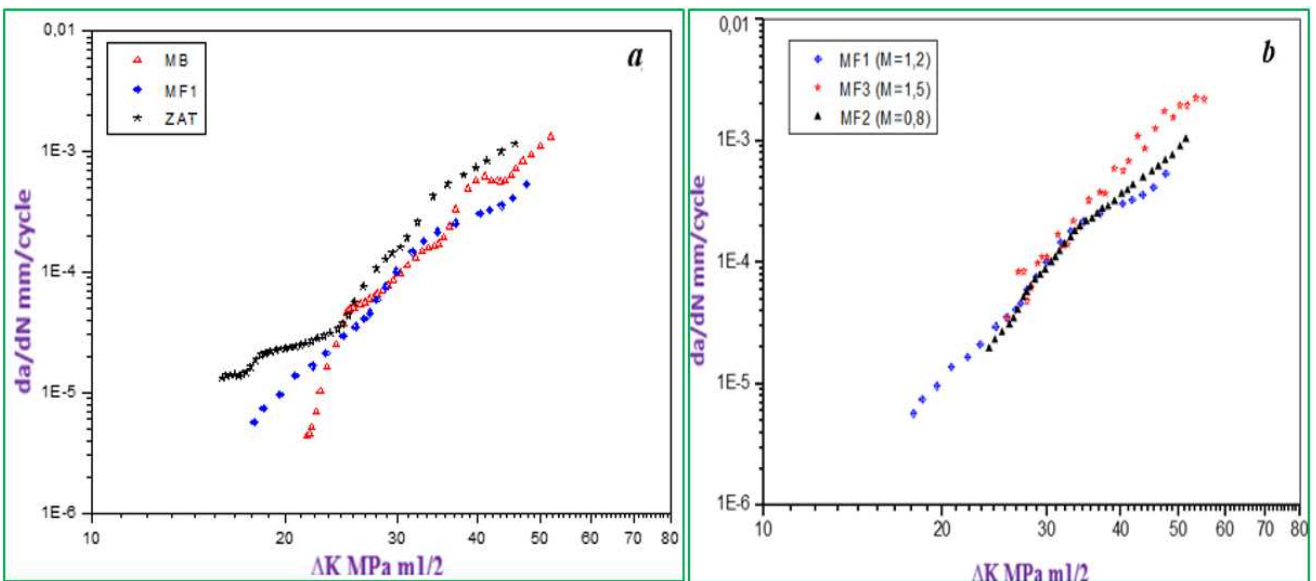 a
MB
MF1
ZAT
0,01
1E-3
1E-4
1E-5
1E-6
da/dN mm/cycle
10 20 30 40 50 60 70 80
ΔK MPa m1/2
b
MF1 (M=1,2)
MF3 (M=1,5)
MF2 (M=0,8)
0,01
1E-3
1E-4
1E-5
1E-6
da/dN mm/cycle
10 20 30 40 50 60 70 80
ΔK MPa m1/2